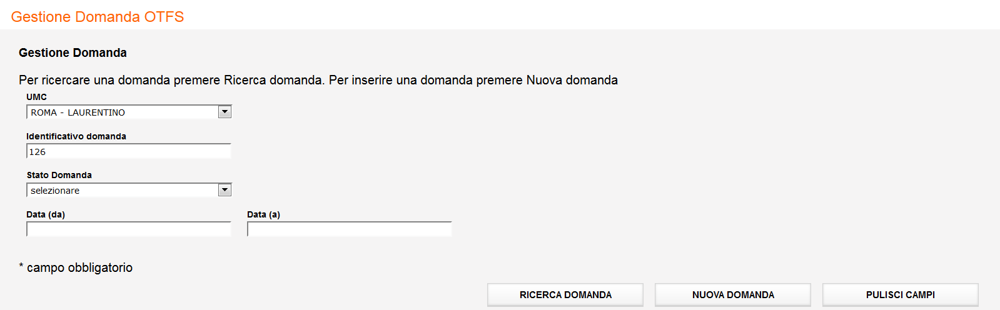 Gestione Domanda OTFS
Gestione Domanda
Per ricercare una domanda premere Ricerca domanda. Per inserire una domanda premere Nuova domanda
UMC
ROMA - LAURENTINO
Identificativo domanda
126
Stato Domanda
selezionare
Data (da) Data (a)
* campo obbligatorio
RICERCA DOMANDA NUOVA DOMANDA PULISCI CAMPI